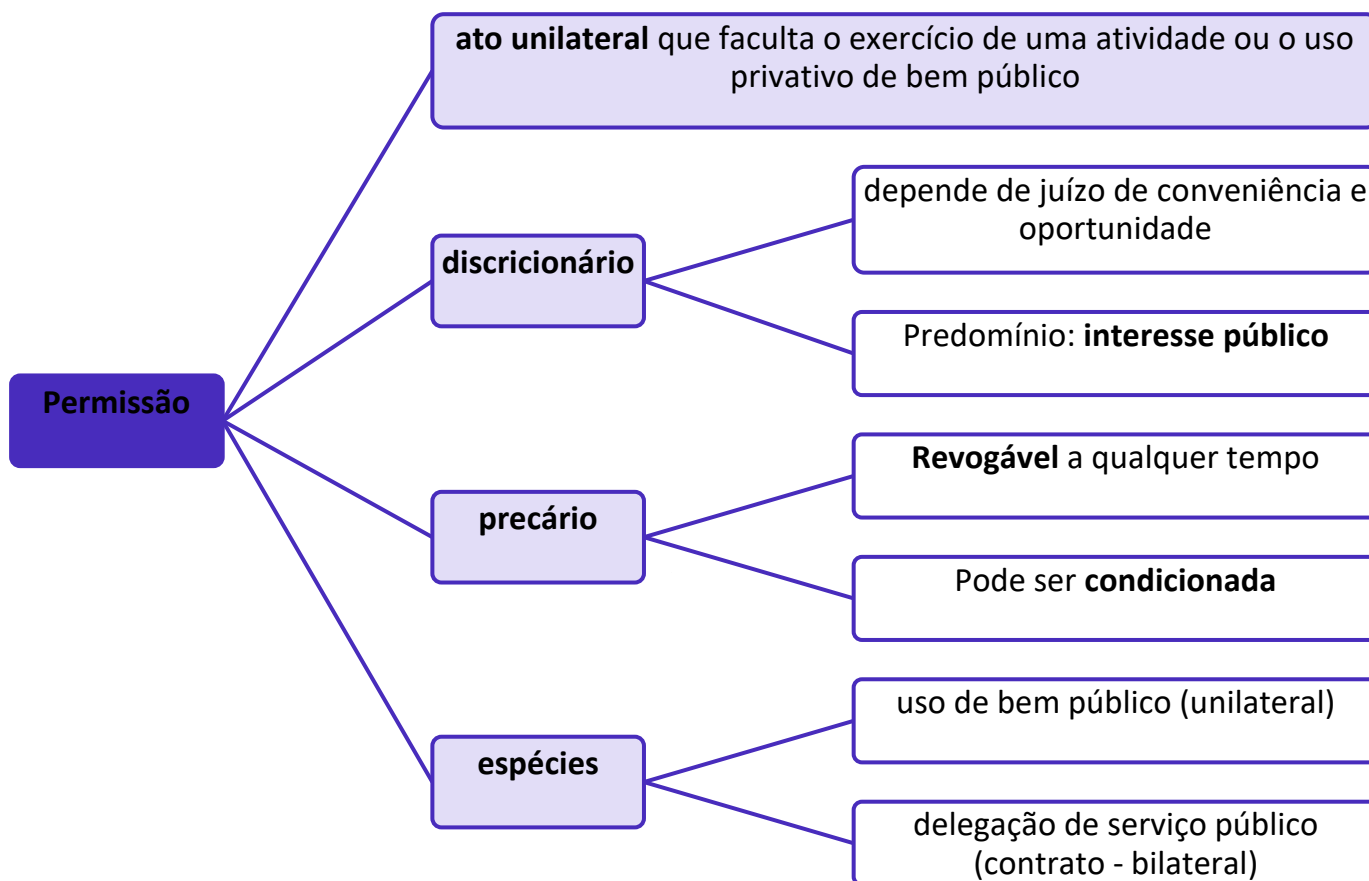 ato unilateral que faculta o exercício de uma atividade ou o uso
privativo de bem público
depende de juízo de conveniência e
oportunidade
discricionário
Predomínio: interesse público
Permissão
Revogável a qualquer tempo
precário
Pode ser condicionada
uso de bem público (unilateral)
espécies
delegação de serviço público
(contrato - bilateral)